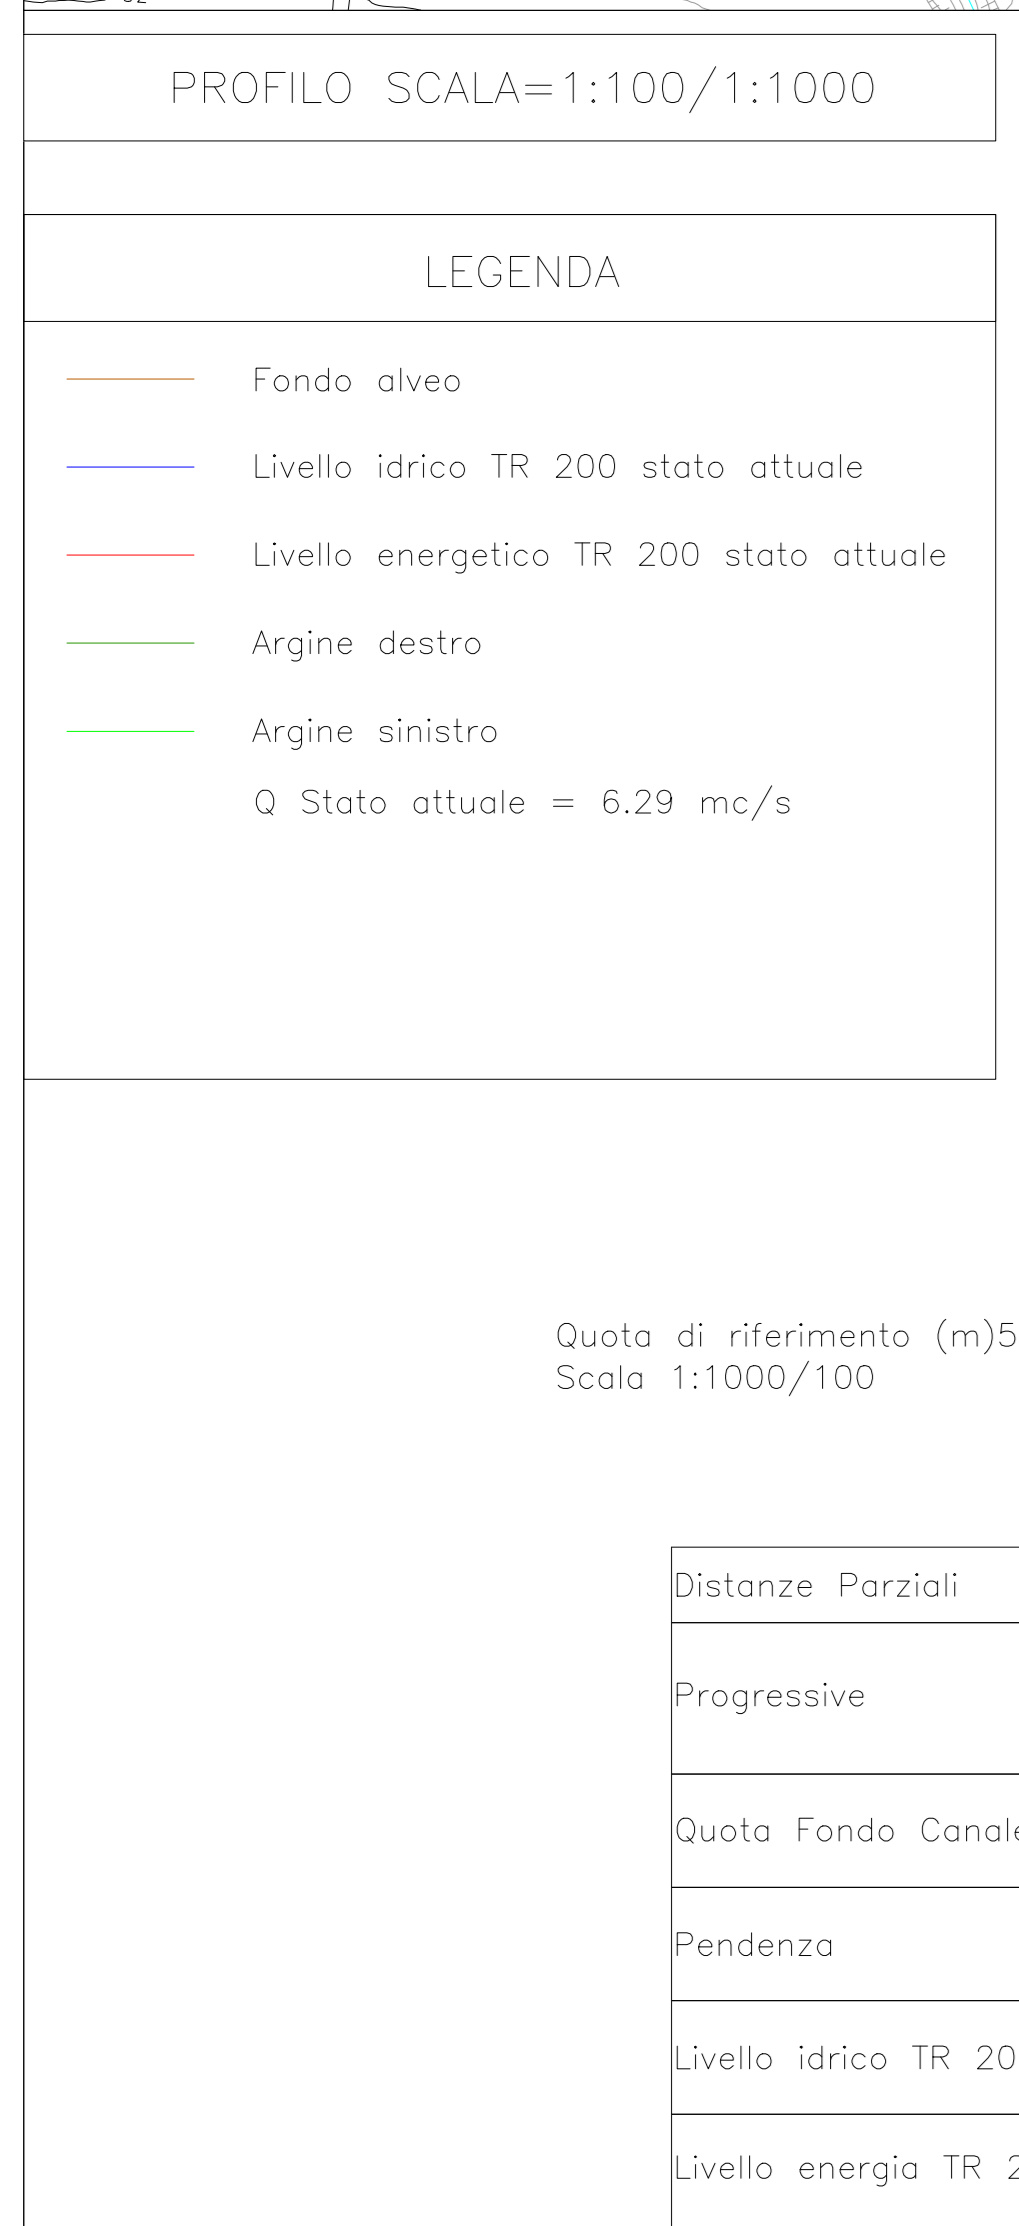 PROFILO SCALA=1:100/1:1000
LEGENDA
Fondo alveo
Livello idrico TR 200 stato attuale
Livello energetico TR 200 stato attuale
Argine destro
Argine sinistro
Q Stato attuale = 6.29 mc/s
Quota di riferimento (m)5
Scala 1:1000/100
Distanze Parziali
Progressive
Quota Fondo Canale
Pendenza
Livello idrico TR 20
Livello energia TR 2